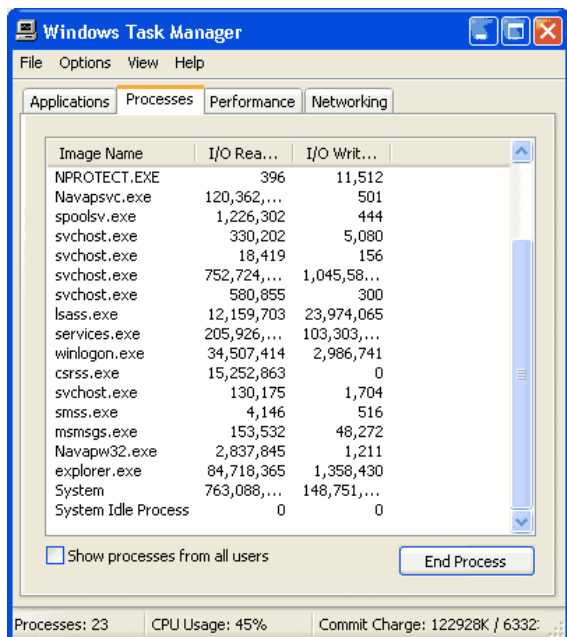 Windows Task Manager
File Options View Help
Applications Processes Performance Networking
Image Name I/O Rea... I/O Writ...
NPROTECT.EXE 396 11,512
Navapsvc.exe 120,362,... 501
spoolsv.exe 1,226,302 444
svchost.exe 330,202 5,080
svchost.exe 18,419 156
svchost.exe 752,724,... 1,045,58...
svchost.exe 580,855 300
lsass.exe 12,159,703 23,974,065
services.exe 205,926,... 103,303,...
winlogon.exe 34,507,414 2,986,741
csrss.exe 15,252,863 0
svchost.exe 130,175 1,704
smss.exe 4,146 516
msmsgs.exe 153,532 48,272
Navapw32.exe 2,837,845 1,211
explorer.exe 84,718,365 1,358,430
System 763,088,... 148,751,...
System Idle Process 0 0
Show processes from all users End Process
Processes: 23 CPU Usage: 45% Commit Charge: 122928K / 6332